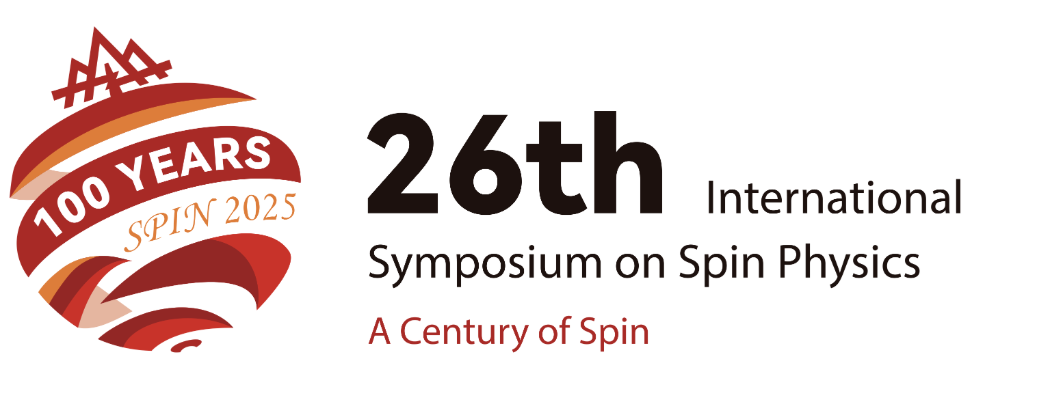 100 YEARS
SPIN 2025
26th International
Symposium on Spin Physics
A Century of Spin